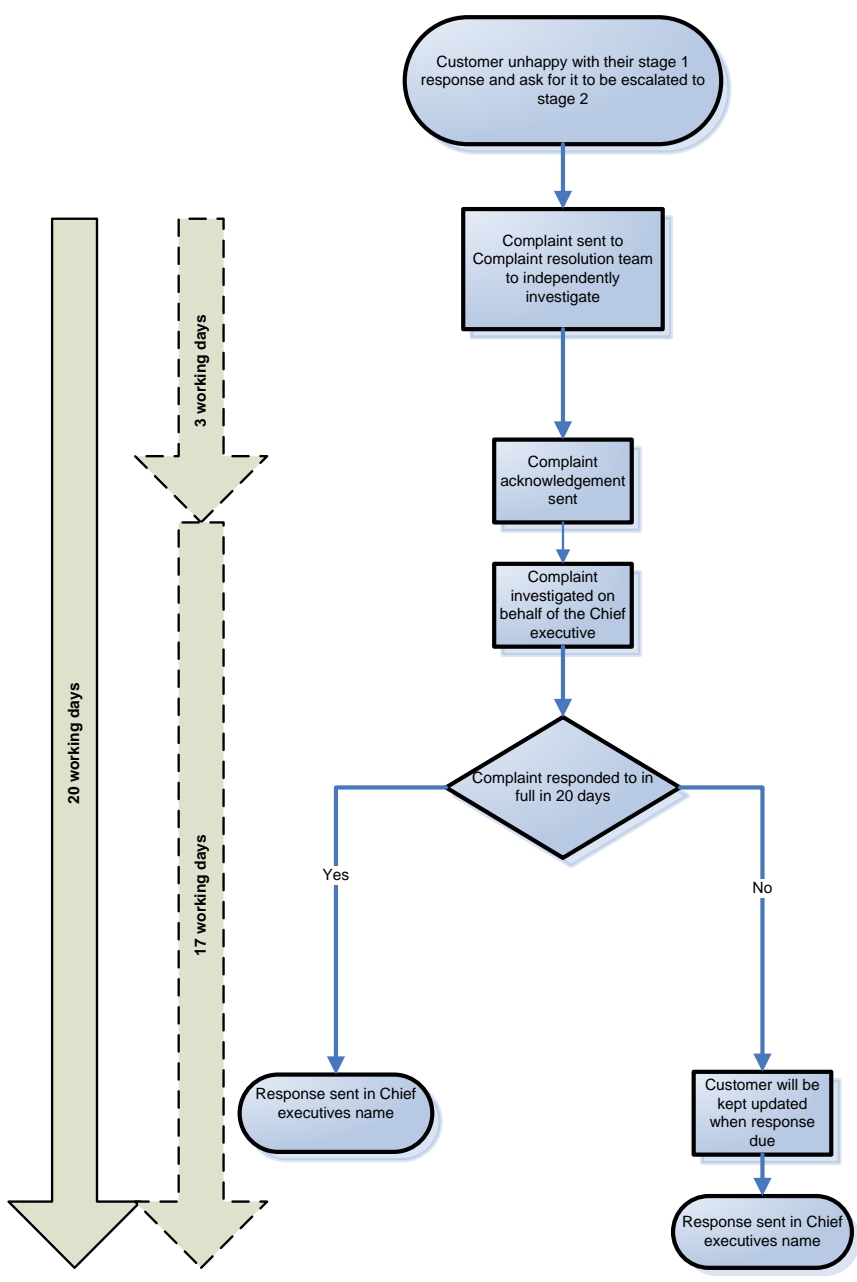 Customer unhappy with their stage 1
response and ask for it to be escalated to
stage 2
Complaint sent to
Complaint resolution team
to independently
investigate
3 working days
Complaint
acknowledgement
sent
Complaint
investigated on
behalf of the Chief
executive
20 working days
Complaint responded to in
full in 20 days
17 working days
Yes
No
Response sent in Chief
executives name
Customer will be
kept updated
when response
due
Response sent in Chief
executives name